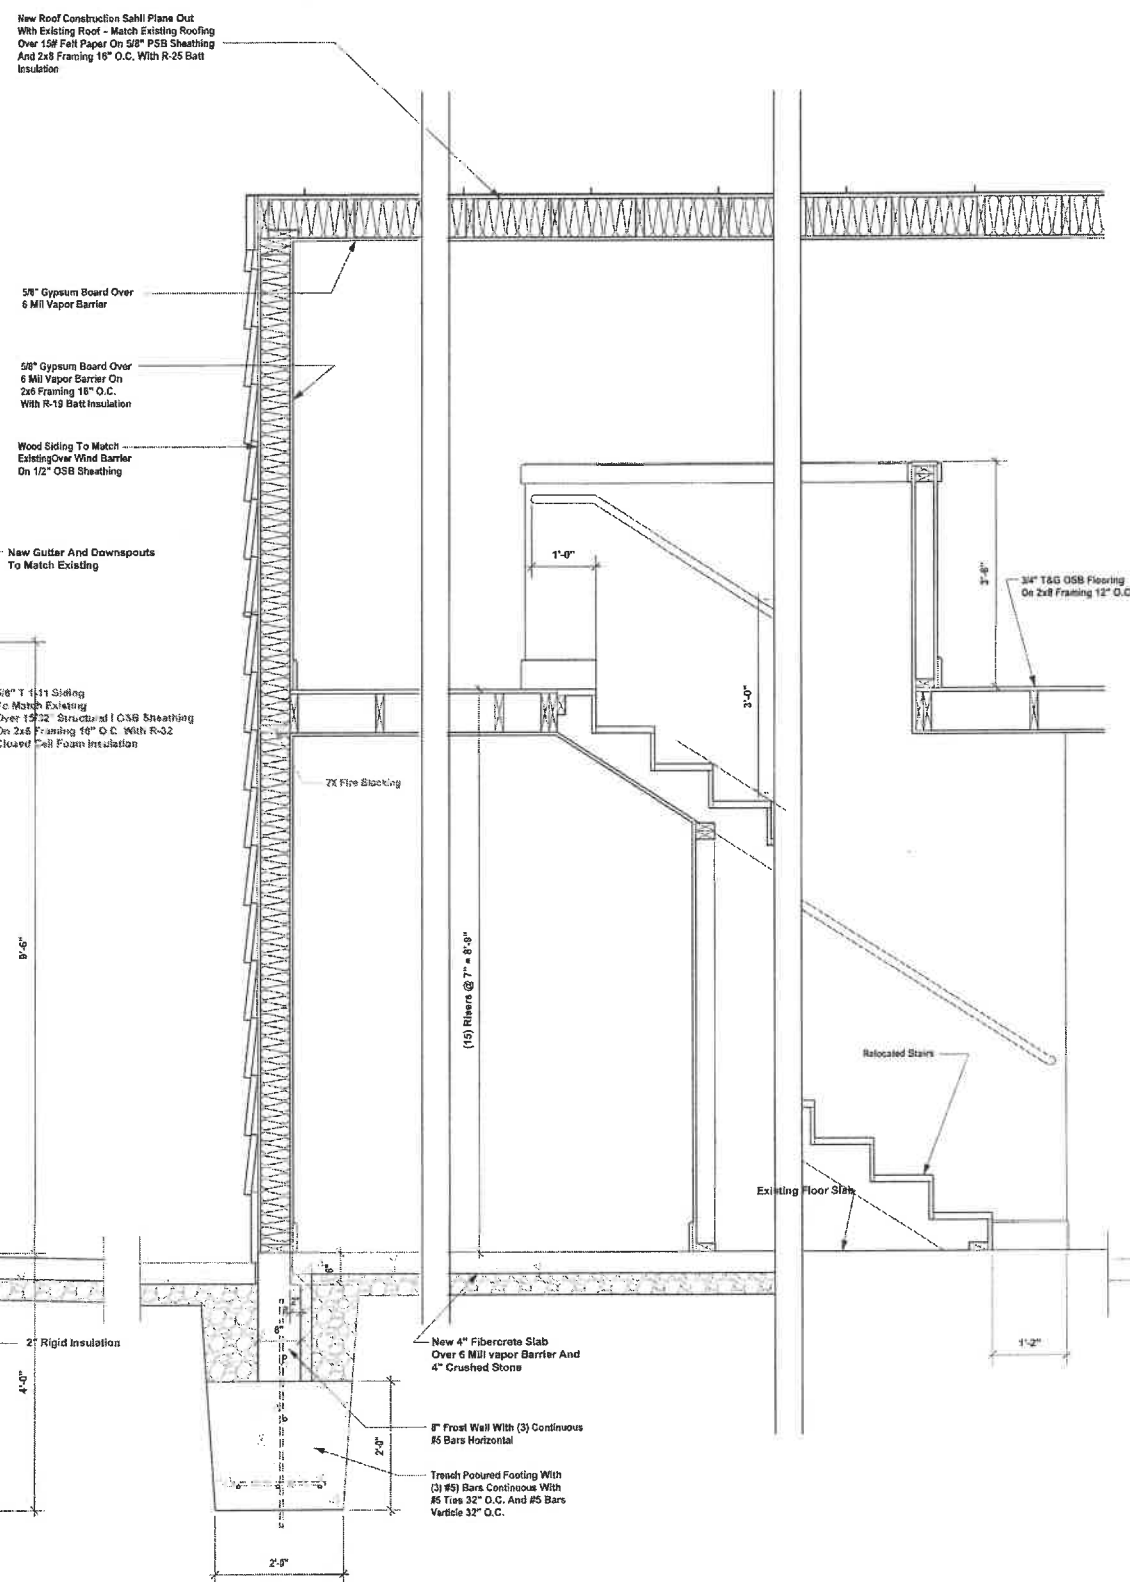 New Roof Construction Sahll Plane Out
With Existing Roof - Match Existing Roofing
Over 15# Felt Paper On 5/8" PSB Sheathing
And 2x8 Framing 16" O.C. With R-25 Batt
Insulation
5/8" Gypsum Board Over
6 Mil Vapor Barrier
5/8" Gypsum Board Over
6 Mil Vapor Barrier On
2x6 Framing 16" O.C.
With R-19 Batt Insulation
Wood Siding To Match
ExistingOver Wind Barrier
On 1/2" OSB Sheathing
New Gutter And Downspouts
To Match Existing
1'-0"
3'-6"
3/4" T&G OSB Flooring
On 2x8 Framing 12" O.C
5/8" T 1-11 Siding
To Match Existing
Over 15/32" Structural I OSB Sheathing
On 2x6 Framing 16" O.C. With R-32
Closed Cell Foam Insulation
3'-0"
2X Fire Blocking
9'-6"
(15) Risers @ 7" = 8'-9"
Relocated Stairs
Existing Floor Slab
6"
2"
8"
2" Rigid Insulation
New 4" Fibercrete Slab
Over 6 Mill vapor Barrier And
4" Crushed Stone
1'-2"
4'-0"
8" Frost Wall With (3) Continuous
#5 Bars Horizontal
2'-0"
Trench Pooured Footing With
(3) #5) Bars Continuous With
#5 Ties 32" O.C. And #5 Bars
Verticle 32" O.C.